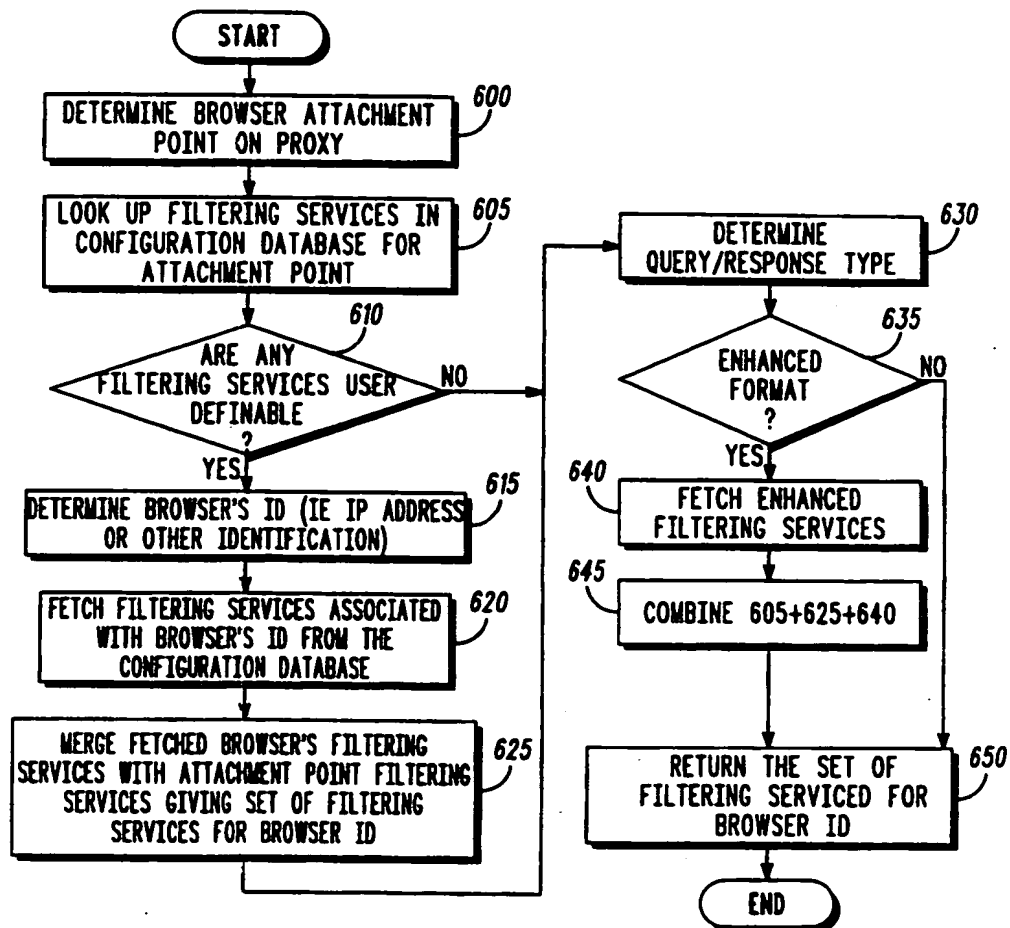 START
DETERMINE BROWSER ATTACHMENT
POINT ON PROXY
600
LOOK UP FILTERING SERVICES IN
CONFIGURATION DATABASE FOR
ATTACHMENT POINT
605
610
ARE ANY
FILTERING SERVICES USER
DEFINABLE
?
NO
YES
DETERMINE BROWSER'S ID (IE IP ADDRESS
OR OTHER IDENTIFICATION)
615
FETCH FILTERING SERVICES ASSOCIATED
WITH BROWSER'S ID FROM THE
CONFIGURATION DATABASE
620
MERGE FETCHED BROWSER'S FILTERING
SERVICES WITH ATTACHMENT POINT FILTERING
SERVICES GIVING SET OF FILTERING
SERVICES FOR BROWSER ID
625
DETERMINE
QUERY/RESPONSE TYPE
630
635
ENHANCED
FORMAT
?
NO
YES
640
FETCH ENHANCED
FILTERING SERVICES
645
COMBINE 605+625+640
RETURN THE SET OF
FILTERING SERVICED FOR
BROWSER ID
650
END